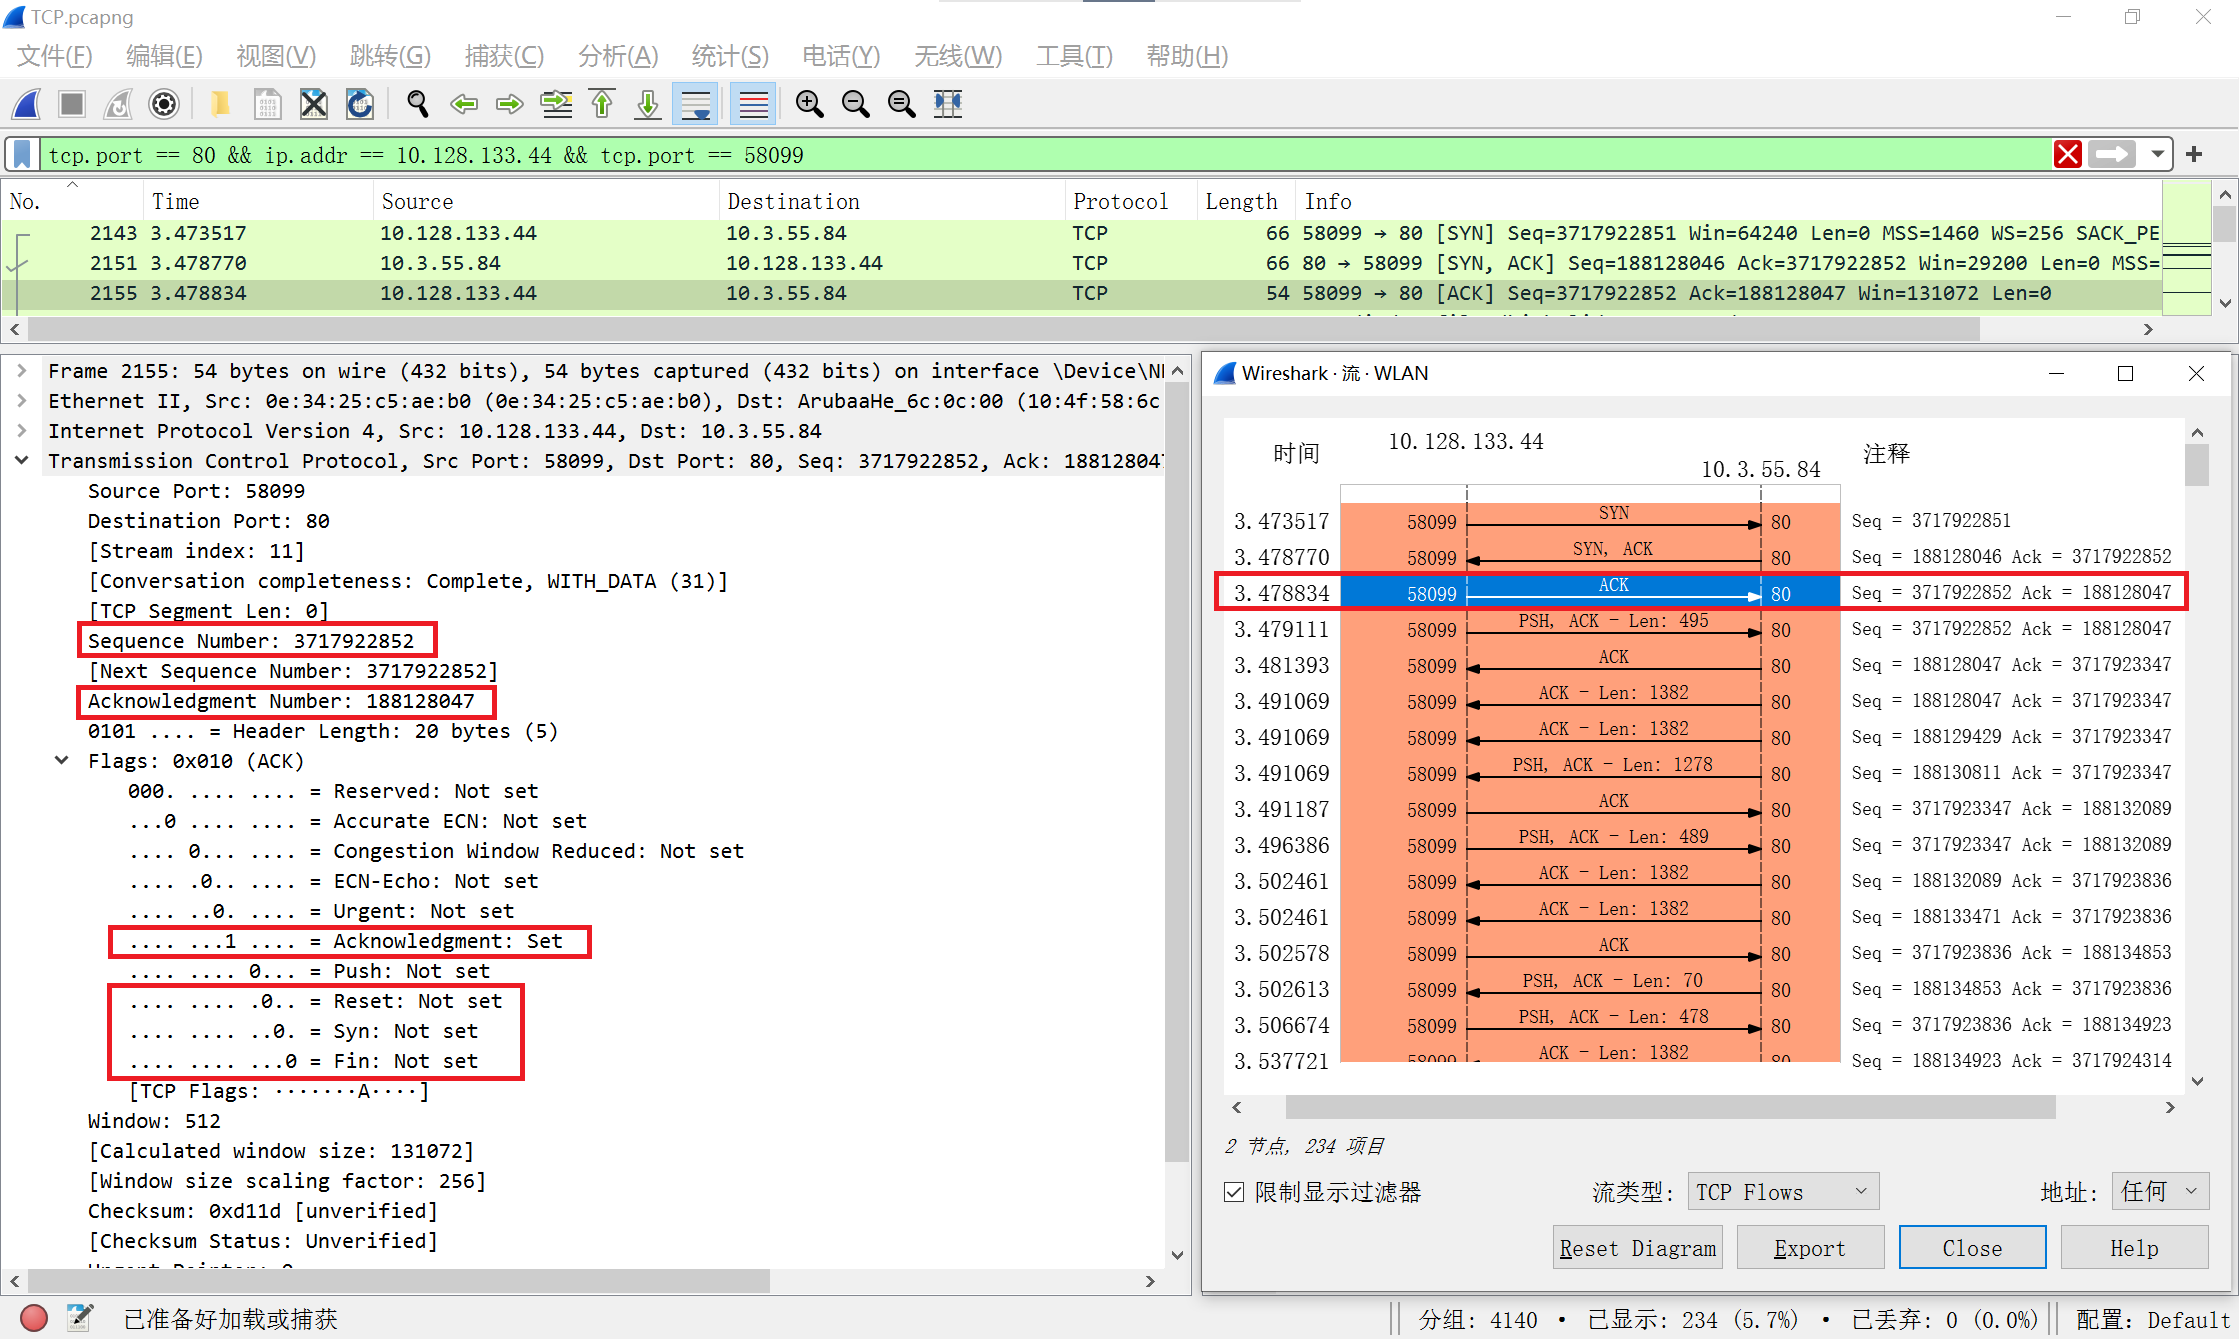 TCP.pcapng
文件(F) 编辑(E) 视图(V) 跳转(G) 捕获(C) 分析(A) 统计(S) 电话(Y) 无线(W) 工具(T) 帮助(H)
tcp.port == 80 && ip.addr == 10.128.133.44 && tcp.port == 58099
No. Time Source Destination Protocol Length Info
2143 3.473517 10.128.133.44 10.3.55.84 TCP 66 58099 → 80 [SYN] Seq=3717922851 Win=64240 Len=0 MSS=1460 WS=256 SACK_PE
2151 3.478770 10.3.55.84 10.128.133.44 TCP 66 80 → 58099 [SYN, ACK] Seq=188128046 Ack=3717922852 Win=29200 Len=0 MSS=
2155 3.478834 10.128.133.44 10.3.55.84 TCP 54 58099 → 80 [ACK] Seq=3717922852 Ack=188128047 Win=131072 Len=0
Frame 2155: 54 bytes on wire (432 bits), 54 bytes captured (432 bits) on interface \Device\NI
Ethernet II, Src: 0e:34:25:c5:ae:b0 (0e:34:25:c5:ae:b0), Dst: ArubaaHe_6c:0c:00 (10:4f:58:6c
Internet Protocol Version 4, Src: 10.128.133.44, Dst: 10.3.55.84
Transmission Control Protocol, Src Port: 58099, Dst Port: 80, Seq: 3717922852, Ack: 188128047
Source Port: 58099
Destination Port: 80
[Stream index: 11]
[Conversation completeness: Complete, WITH_DATA (31)]
[TCP Segment Len: 0]
Sequence Number: 3717922852
[Next Sequence Number: 3717922852]
Acknowledgment Number: 188128047
0101 .... = Header Length: 20 bytes (5)
Flags: 0x010 (ACK)
000. .... .... = Reserved: Not set
...0 .... .... = Accurate ECN: Not set
.... 0... .... = Congestion Window Reduced: Not set
.... .0.. .... = ECN-Echo: Not set
.... ..0. .... = Urgent: Not set
.... ...1 .... = Acknowledgment: Set
.... .... 0... = Push: Not set
.... .... .0.. = Reset: Not set
.... .... ..0. = Syn: Not set
.... .... ...0 = Fin: Not set
[TCP Flags: ·······A····]
Window: 512
[Calculated window size: 131072]
[Window size scaling factor: 256]
Checksum: 0xd11d [unverified]
[Checksum Status: Unverified]
Wireshark · 流 · WLAN
时间 10.128.133.44 10.3.55.84 注释
3.473517 58099 SYN 80 Seq = 3717922851
3.478770 58099 SYN, ACK 80 Seq = 188128046 Ack = 3717922852
3.478834 58099 ACK 80 Seq = 3717922852 Ack = 188128047
3.479111 58099 PSH, ACK - Len: 495 80 Seq = 3717922852 Ack = 188128047
3.481393 58099 ACK 80 Seq = 188128047 Ack = 3717923347
3.491069 58099 ACK - Len: 1382 80 Seq = 188128047 Ack = 3717923347
3.491069 58099 ACK - Len: 1382 80 Seq = 188129429 Ack = 3717923347
3.491069 58099 PSH, ACK - Len: 1278 80 Seq = 188130811 Ack = 3717923347
3.491187 58099 ACK 80 Seq = 3717923347 Ack = 188132089
3.496386 58099 PSH, ACK - Len: 489 80 Seq = 3717923347 Ack = 188132089
3.502461 58099 ACK - Len: 1382 80 Seq = 188132089 Ack = 3717923836
3.502461 58099 ACK - Len: 1382 80 Seq = 188133471 Ack = 3717923836
3.502578 58099 ACK 80 Seq = 3717923836 Ack = 188134853
3.502613 58099 PSH, ACK - Len: 70 80 Seq = 188134853 Ack = 3717923836
3.506674 58099 PSH, ACK - Len: 478 80 Seq = 3717923836 Ack = 188134923
3.537721 58099 ACK - Len: 1382 80 Seq = 188134923 Ack = 3717924314
2 节点, 234 项目
限制显示过滤器 流类型: TCP Flows 地址: 任何
Reset Diagram Export Close Help
已准备好加载或捕获 分组: 4140 · 已显示: 234 (5.7%) · 已丢弃: 0 (0.0%) 配置: Default